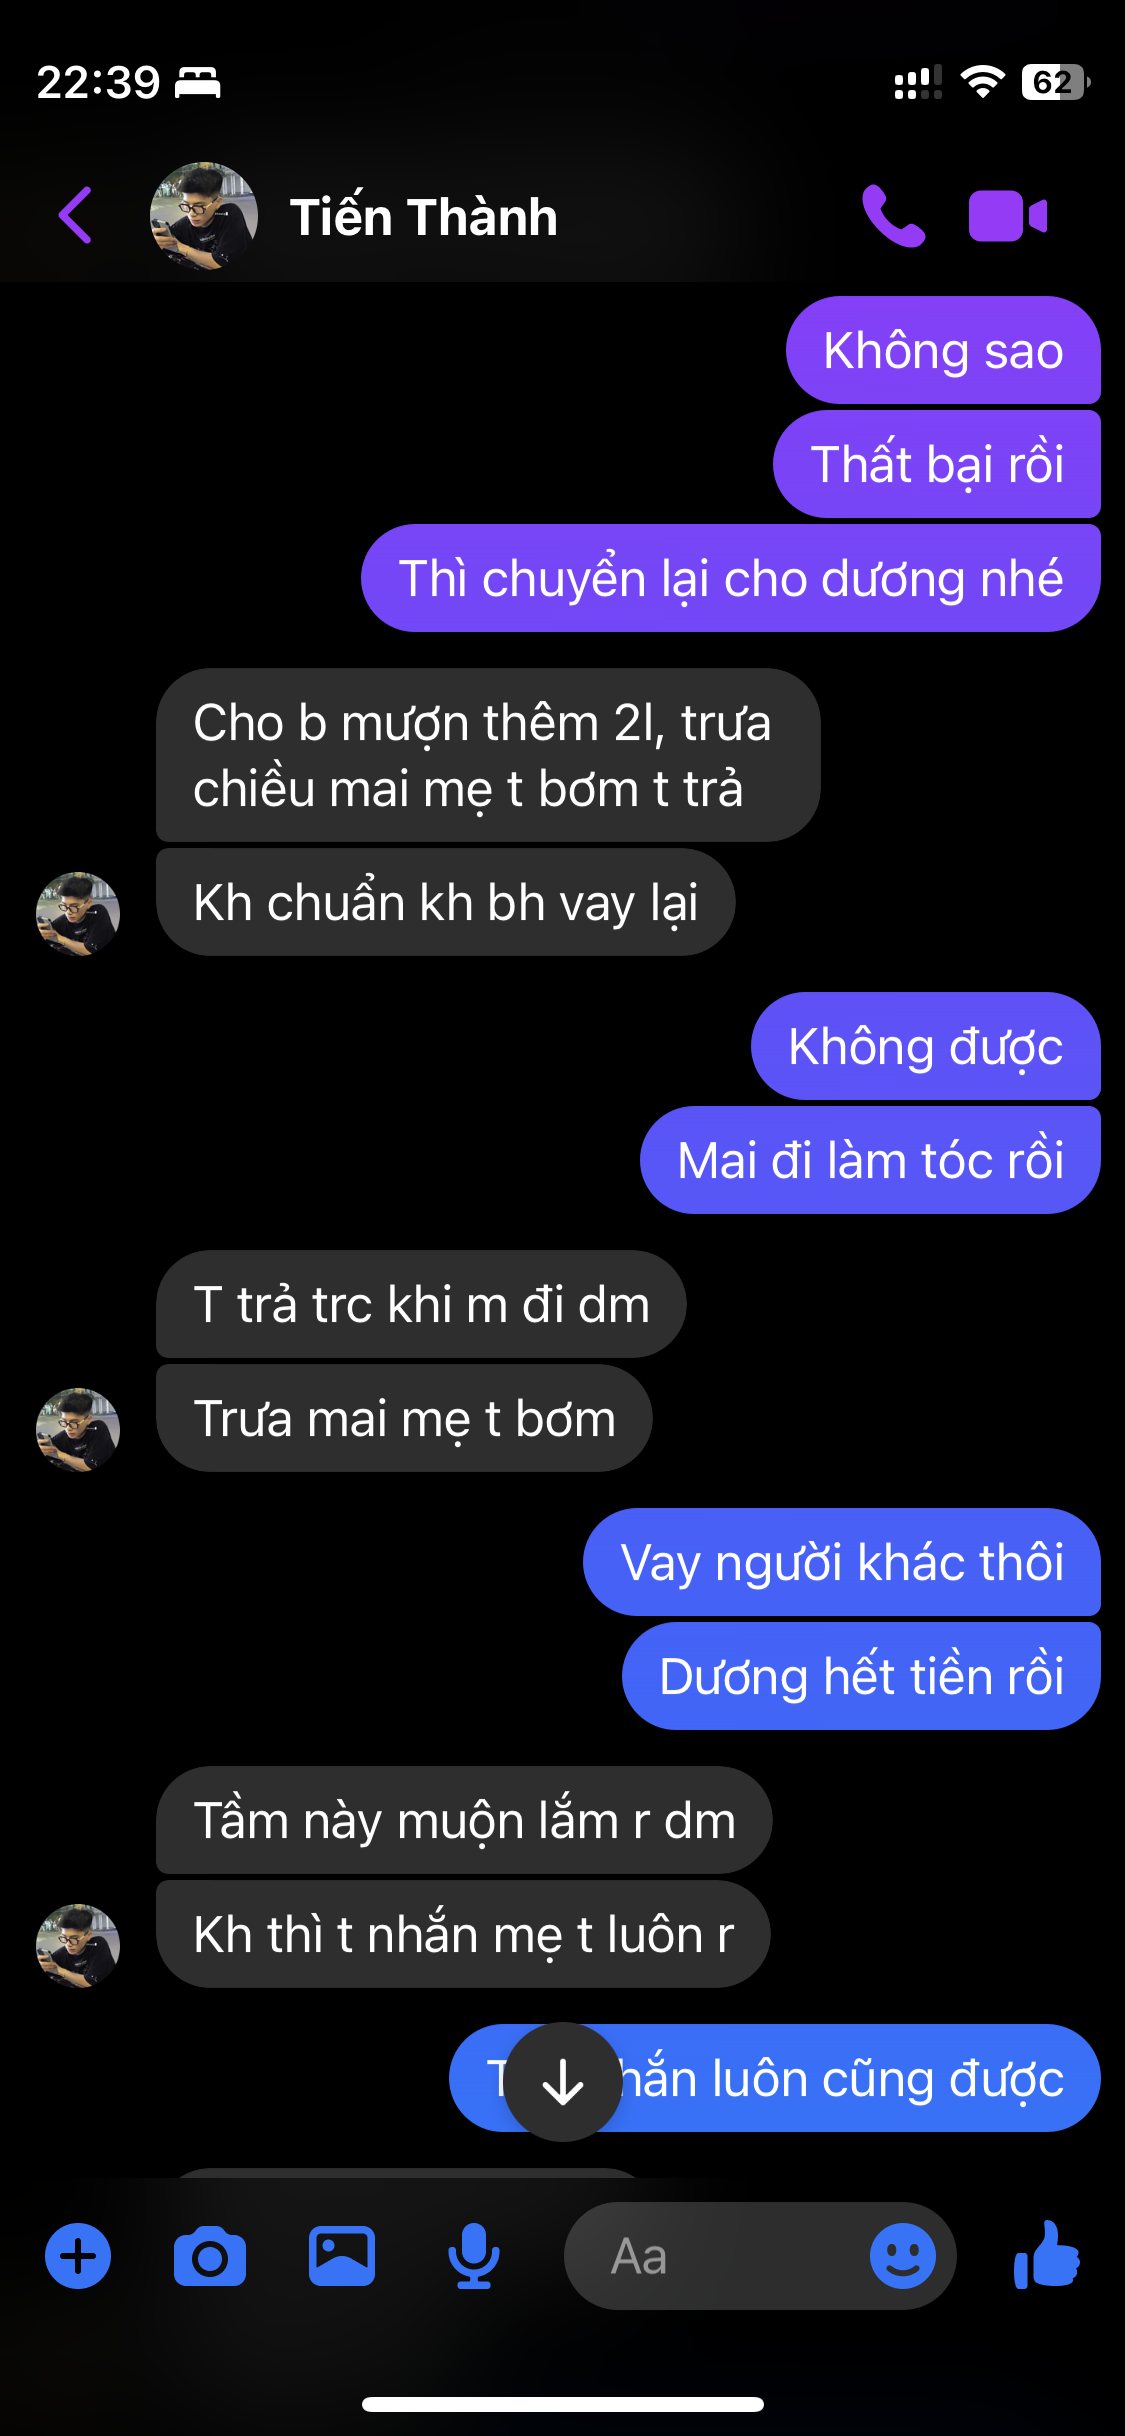 22:39
62
Tiến Thành
Không sao
Thất bại rồi
Thì chuyển lại cho dương nhé
Cho b mượn thêm 2l, trưa
chiều mai mẹ t bơm t trả
Kh chuẩn kh bh vay lại
Không được
Mai đi làm tóc rồi
T trả trc khi m đi dm
Trưa mai mẹ t bơm
Vay người khác thôi
Dương hết tiền rồi
Tầm này muộn lắm r dm
Kh thì t nhắn mẹ t luôn r
luôn cũng được
Aa